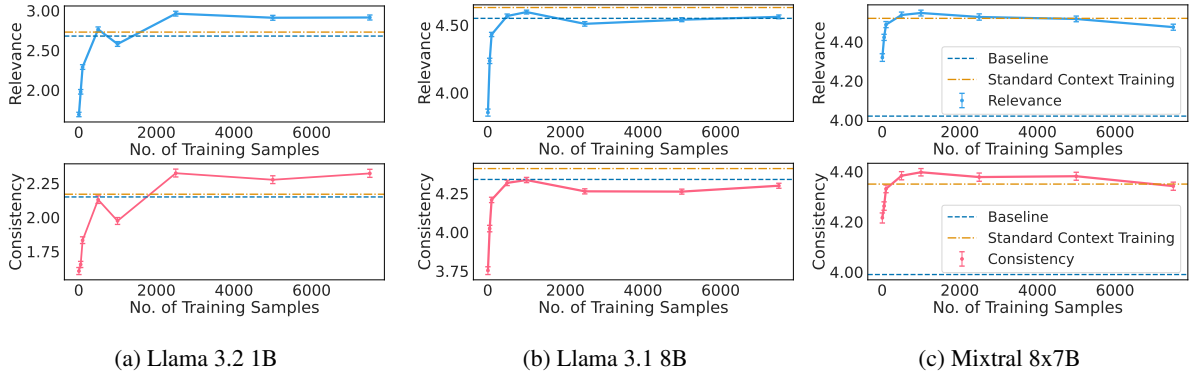 3.00
2.50
2.00
Relevance
0 2000 4000 6000
No. of Training Samples
2.25
2.00
1.75
Consistency
0 2000 4000 6000
No. of Training Samples
(a) Llama 3.2 1B
4.50
4.00
Relevance
0 2000 4000 6000
No. of Training Samples
4.25
4.00
3.75
Consistency
0 2000 4000 6000
No. of Training Samples
(b) Llama 3.1 8B
4.40
4.20
4.00
Relevance
Baseline
Standard Context Training
Relevance
0 2000 4000 6000
No. of Training Samples
4.40
4.20
4.00
Consistency
Baseline
Standard Context Training
Consistency
0 2000 4000 6000
No. of Training Samples
(c) Mixtral 8x7B